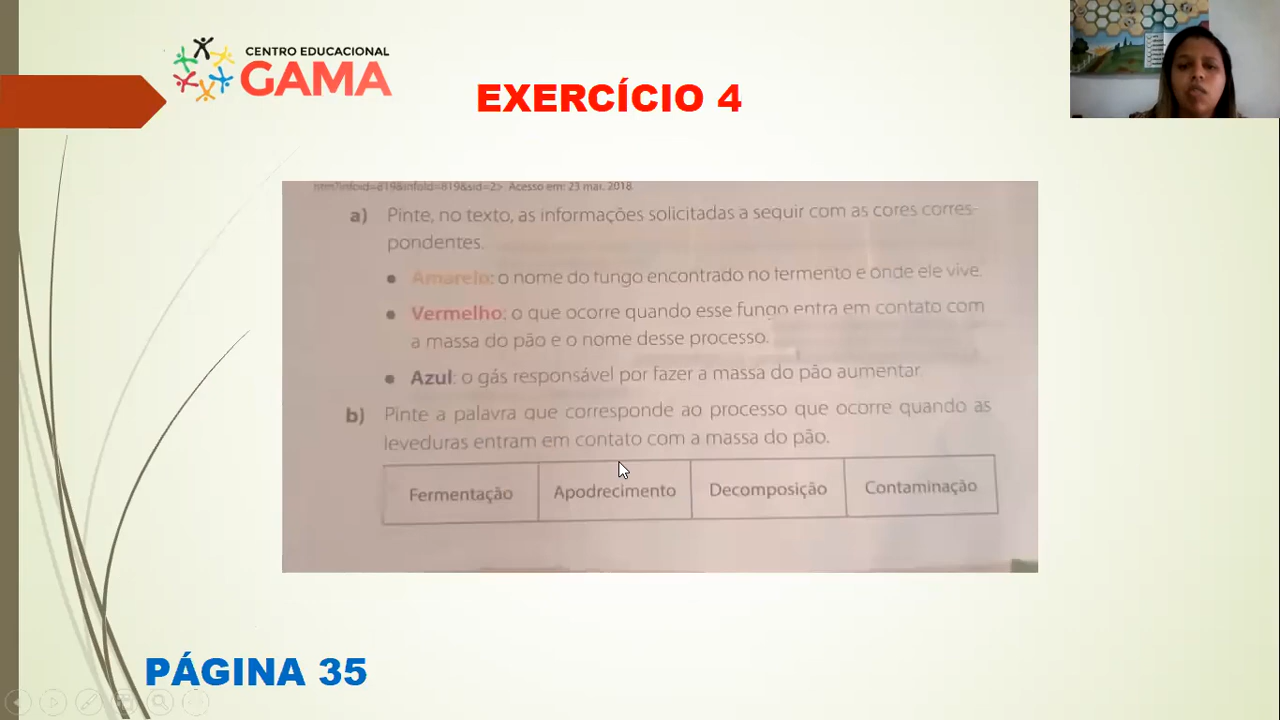 CENTRO EDUCACIONAL
GAMA
EXERCÍCIO 4
Acesso em: 23 mar. 2018.
a) Pinte, no texto, as informações solicitadas a seguir com as cores corres-
pondentes.
• Amarelo: o nome do fungo encontrado no fermento e onde ele vive.
• Vermelho: o que ocorre quando esse fungo entra em contato com
a massa do pão e o nome desse processo.
• Azul: o gás responsável por fazer a massa do pão aumentar
b) Pinte a palavra que corresponde ao processo que ocorre quando as
leveduras entram em contato com a massa do pão.
Fermentação Apodrecimento Decomposição Contaminação
PÁGINA 35